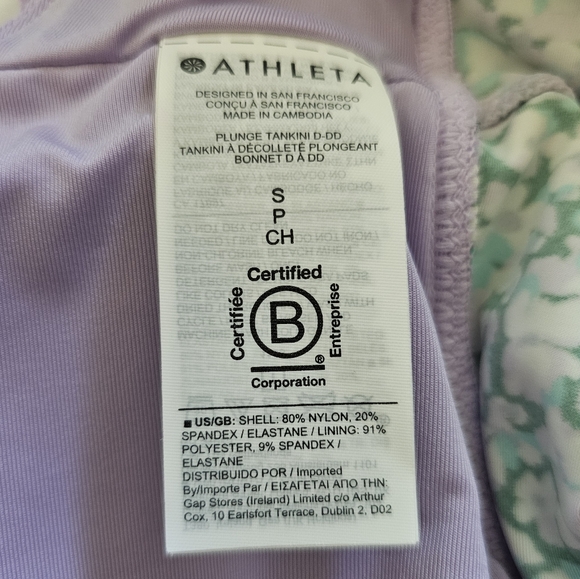 ATHLETA
DESIGNED IN SAN FRANCISCO
CONÇU À SAN FRANCISCO
MADE IN CAMBODIA
PLUNGE TANKINI D-DD
TANKINI À DÉCOLLETÉ PLONGEANT
BONNET D À DD
S
P
CH
Certified
Certifiée
B
Entreprise
®
Corporation
■ US/GB: SHELL: 80% NYLON, 20%
SPANDEX / ELASTANE / LINING: 91%
POLYESTER, 9% SPANDEX /
ELASTANE
DISTRIBUIDO POR / Imported
By/Importe Par / ΕΙΣΑΓΕΤΑΙ ΑΠΟ ΤΗΝ:
Gap Stores (Ireland) Limited c/o Arthur
Cox, 10 Earlsfort Terrace, Dublin 2, D02